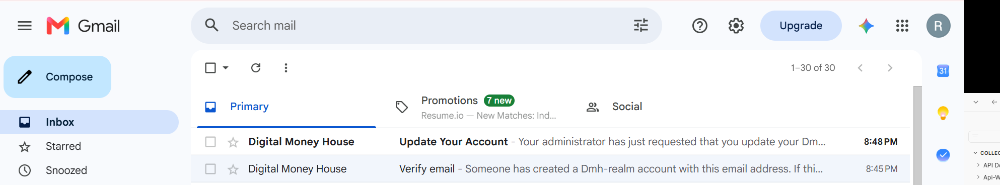 Gmail
Search mail
Upgrade
R
Compose
1–30 of 30
31
Primary
Promotions 7 new
Resume.io — New Matches: Ind...
Social
Inbox
Starred
Snoozed
Digital Money House Update Your Account - Your administrator has just requested that you update your Dm... 8:48 PM
Digital Money House Verify email - Someone has created a Dmh-realm account with this email address. If thi... 8:45 PM
COLLEC
API Do
Api-W